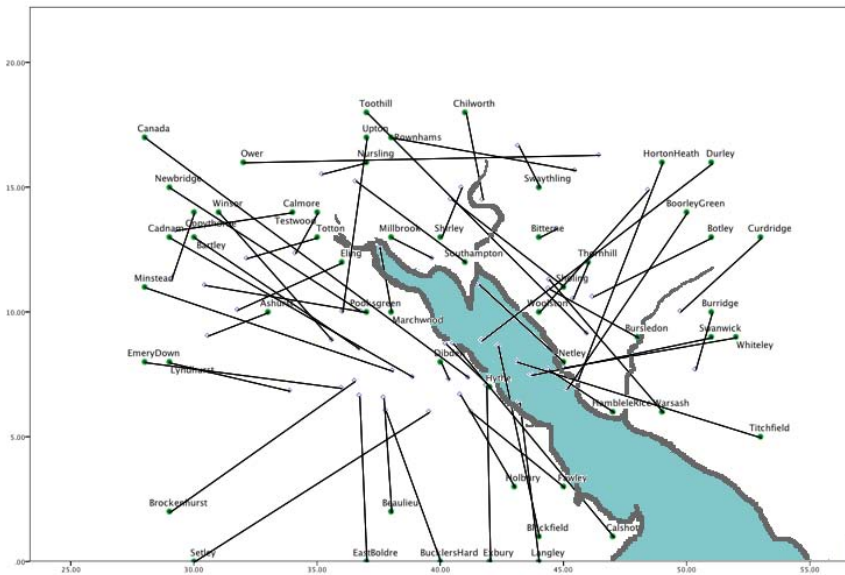 20.00
Toothill
Chilworth
Canada
Upton
Rownhams
Ower
Nursling
HortonHeath
Durley
Newbridge
Swaythling
15.00
Winsor
Calmore
BoorleyGreen
Copythorne
Testwood
Cadnam
Bartley
Totton
Millbrook
Shirley
Bitterne
Botley
Curdridge
Eling
Southampton
Thornhill
Minstead
Sholing
10.00
Ashurst
Pooksgreen
Marchwood
Woolston
Bursledon
Burridge
Swanwick
Whiteley
EmeryDown
Lyndhurst
Dibden
Netley
Hythe
HambleleRice
Warsash
5.00
Titchfield
Brockenhurst
Beaulieu
Holbury
Fawley
Blackfield
Calshot
Setley
EastBoldre
BucklersHard
Exbury
Langley
.00
25.00
30.00
35.00
40.00
45.00
50.00
55.00